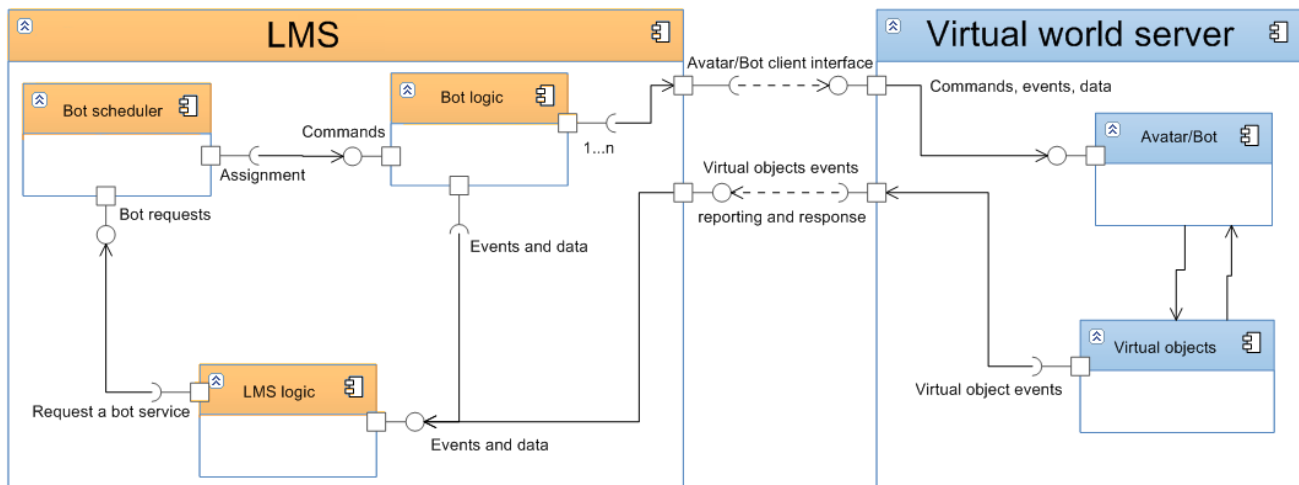 LMS
Virtual world server
Avatar/Bot client interface
Bot scheduler
Bot logic
Commands, events, data
Commands
1...n
Avatar/Bot
Assignment
Virtual objects events
Bot requests
reporting and response
Events and data
Virtual objects
LMS logic
Virtual object events
Request a bot service
Events and data